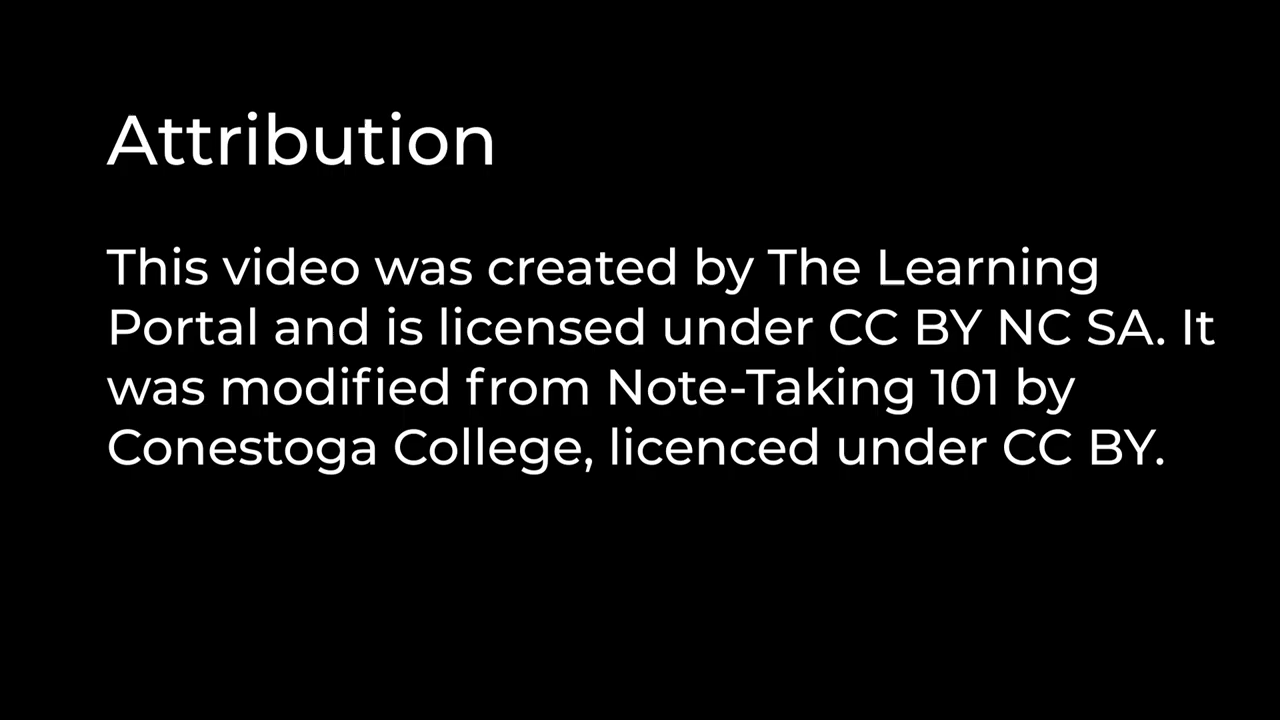 Attribution
This video was created by The Learning
Portal and is licensed under CC BY NC SA. It
was modified from Note-Taking 101 by
Conestoga College, licenced under CC BY.